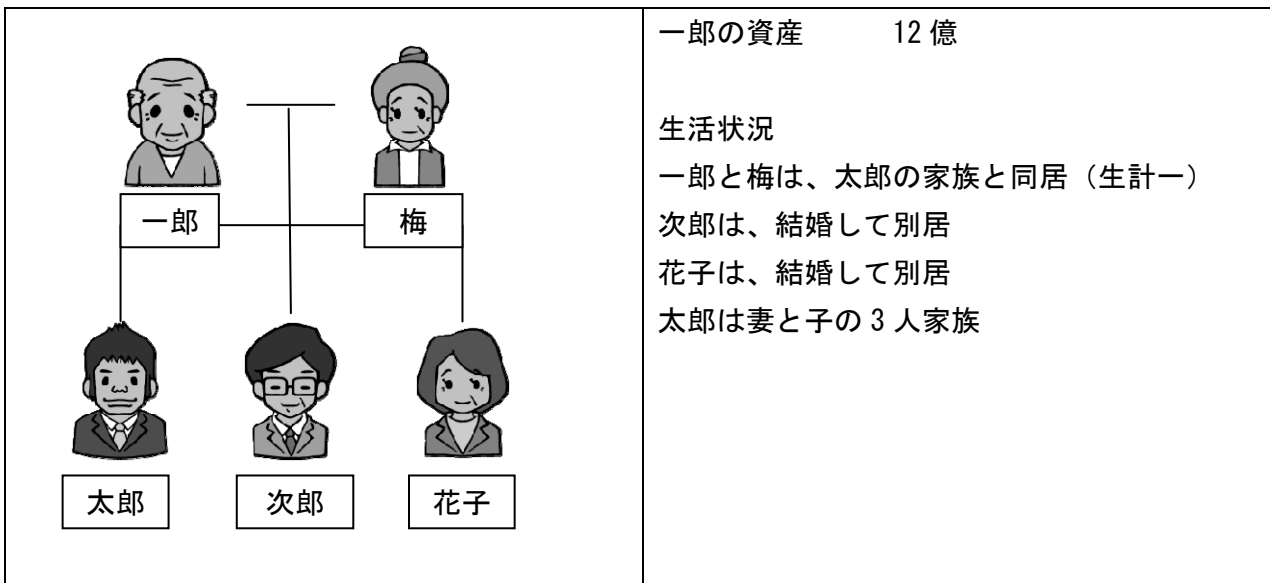 一郎
梅
太郎
次郎
花子
一郎の資産 12億
生活状況
一郎と梅は、太郎の家族と同居（生計一）
次郎は、結婚して別居
花子は、結婚して別居
太郎は妻と子の3人家族